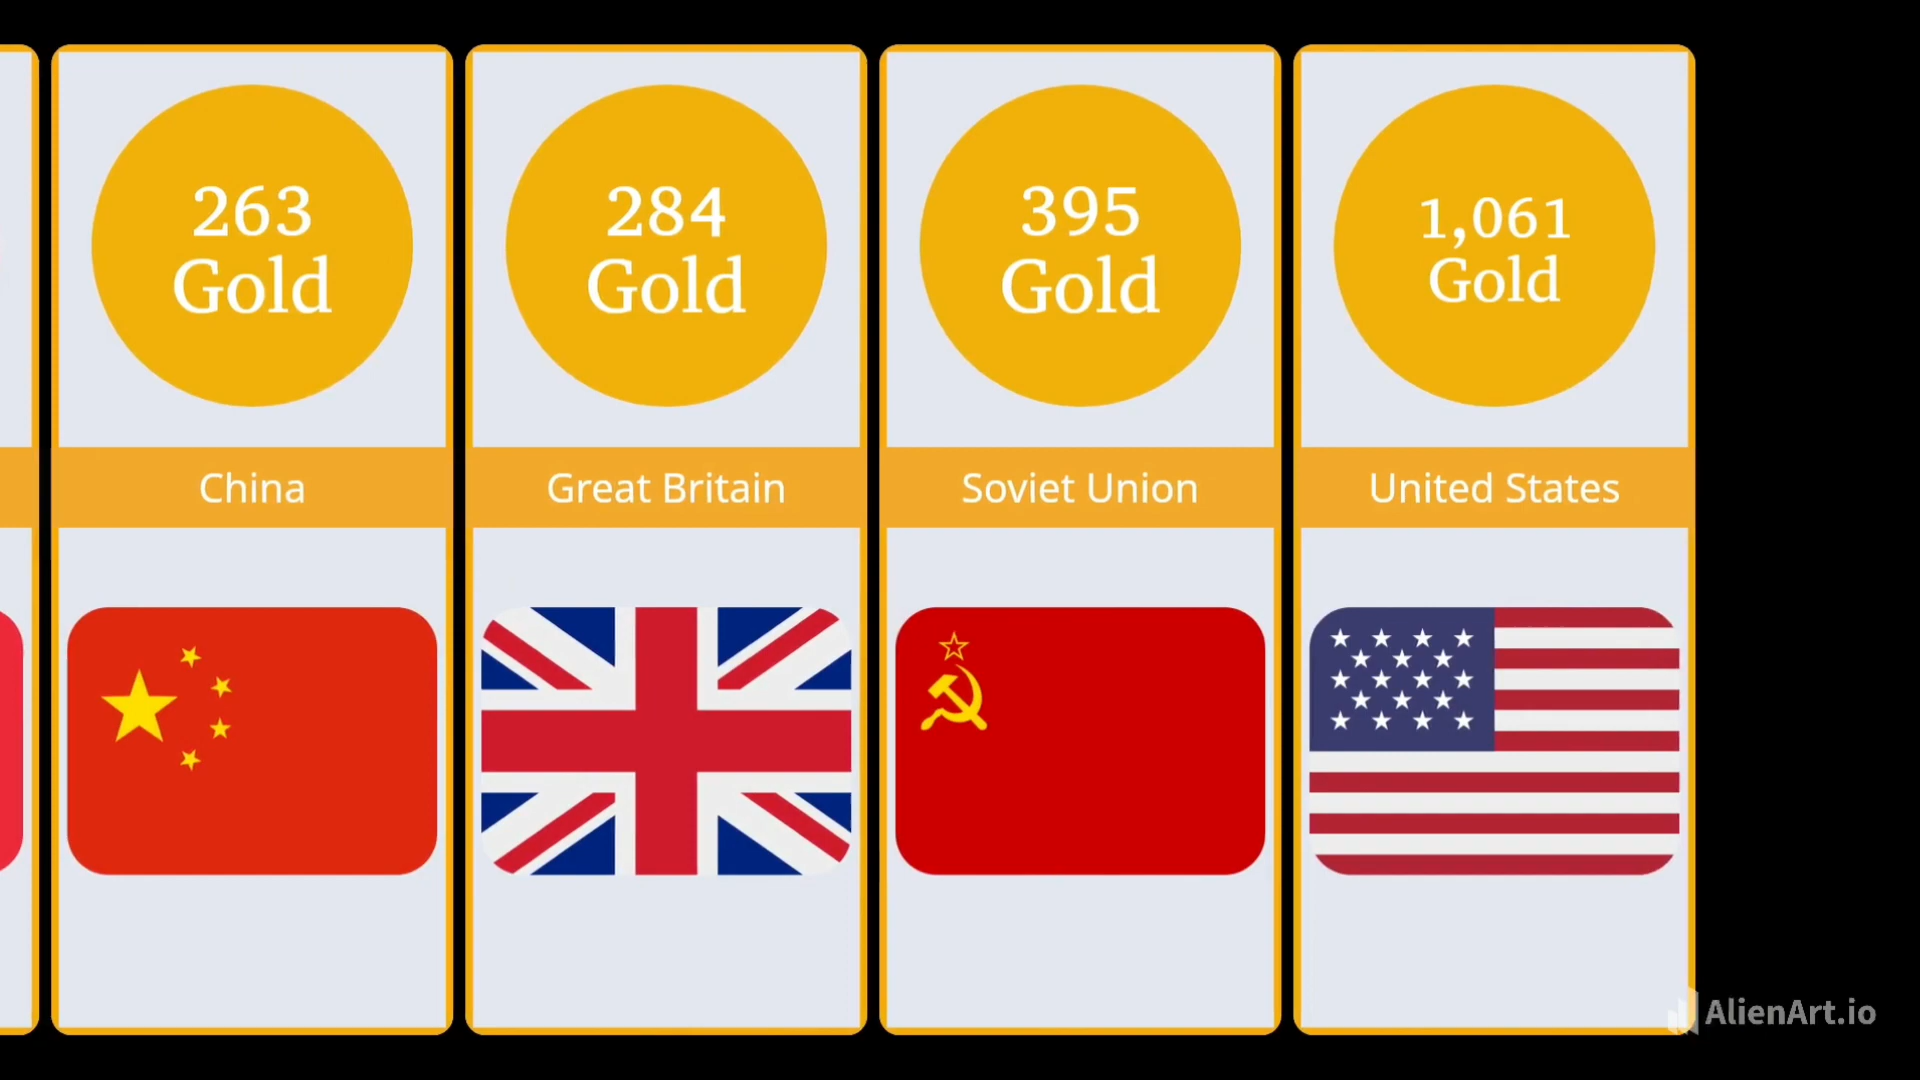 263
Gold
284
Gold
395
Gold
1,061
Gold
China
Great Britain
Soviet Union
United States
AlienArt.io